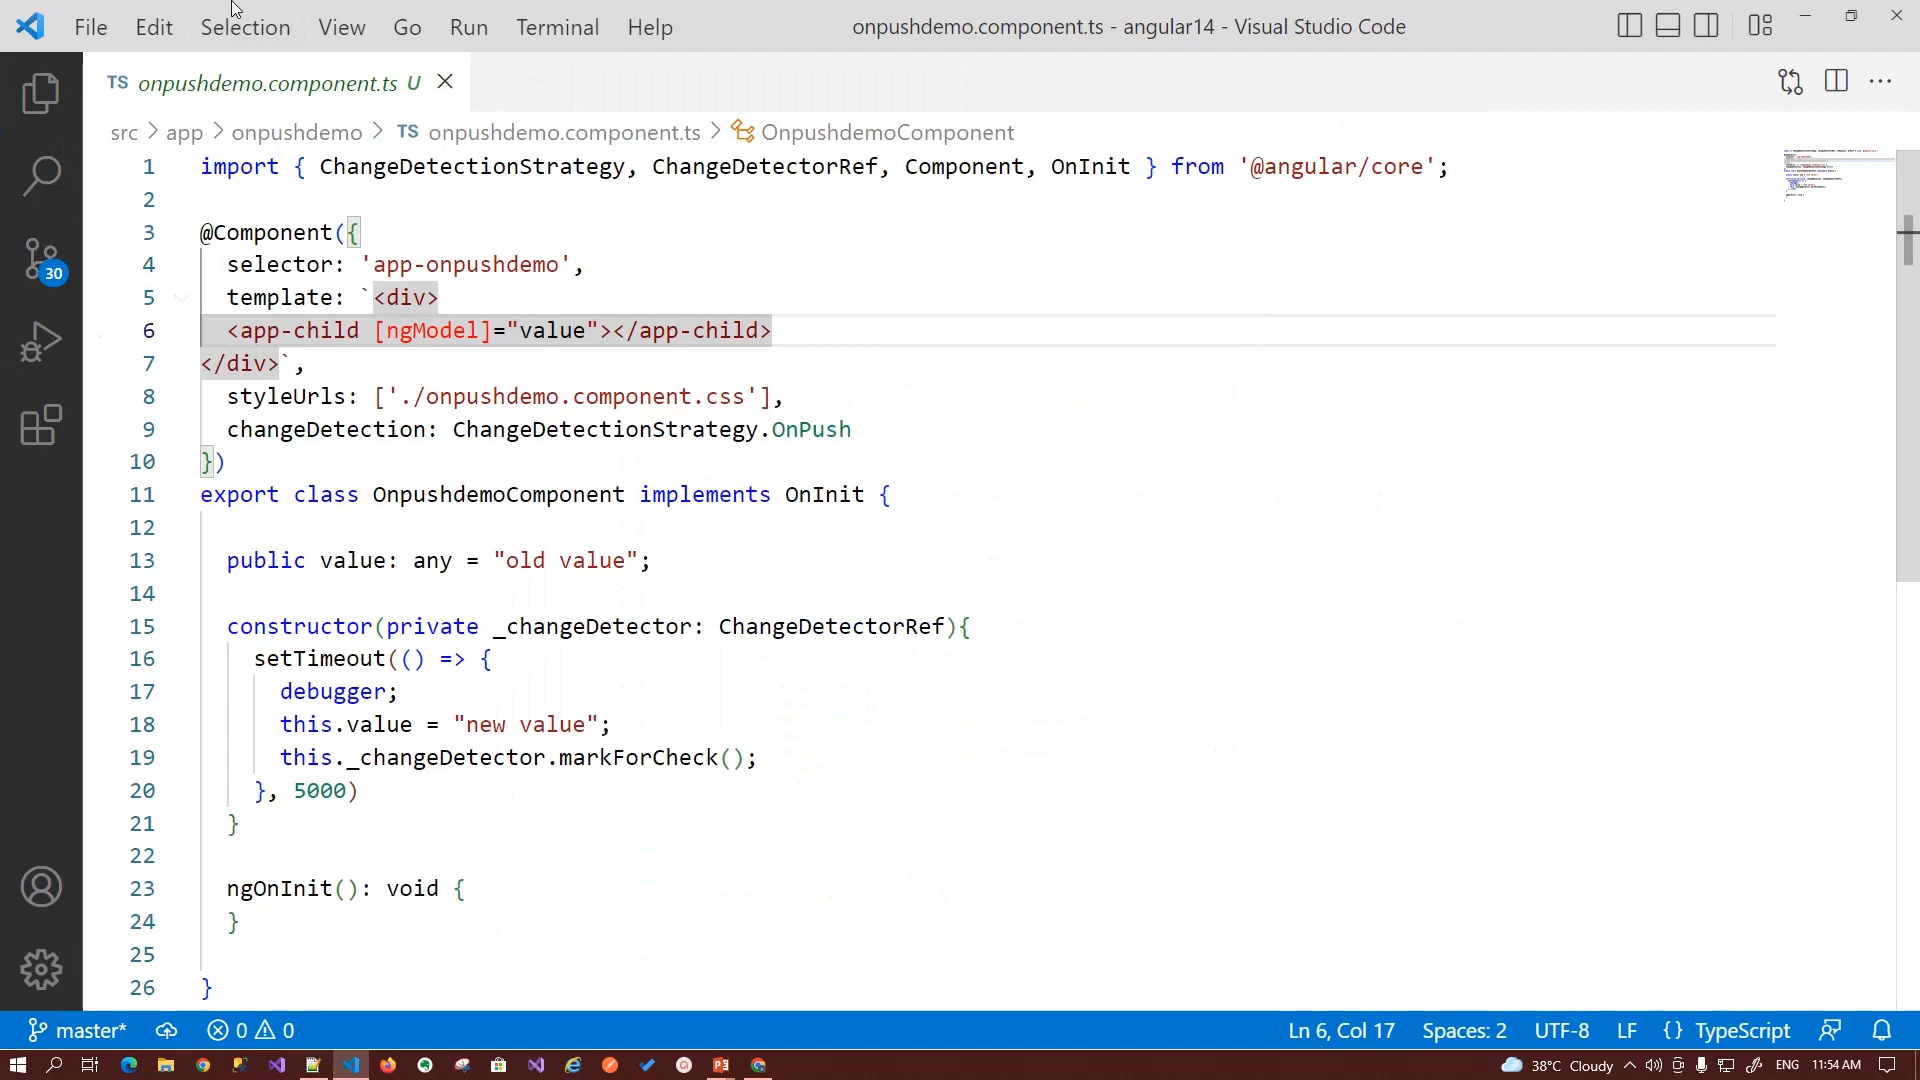 File Edit Selection View Go Run Terminal Help onpushdemo.component.ts - angular14 - Visual Studio Code
TS onpushdemo.component.ts U
src > app > onpushdemo > TS onpushdemo.component.ts > OnpushdemoComponent
1 import { ChangeDetectionStrategy, ChangeDetectorRef, Component, OnInit } from '@angular/core';
2
3 @Component({
4 selector: 'app-onpushdemo',
5 template: `<div>
6 <app-child [ngModel]="value"></app-child>
7 </div>`,
8 styleUrls: ['./onpushdemo.component.css'],
9 changeDetection: ChangeDetectionStrategy.OnPush
10 })
11 export class OnpushdemoComponent implements OnInit {
12
13 public value: any = "old value";
14
15 constructor(private _changeDetector: ChangeDetectorRef){
16 setTimeout(() => {
17 debugger;
18 this.value = "new value";
19 this._changeDetector.markForCheck();
20 }, 5000)
21 }
22
23 ngOnInit(): void {
24 }
25
26 }
30
master* 0 0 Ln 6, Col 17 Spaces: 2 UTF-8 LF {} TypeScript
38°C Cloudy ENG 11:54 AM